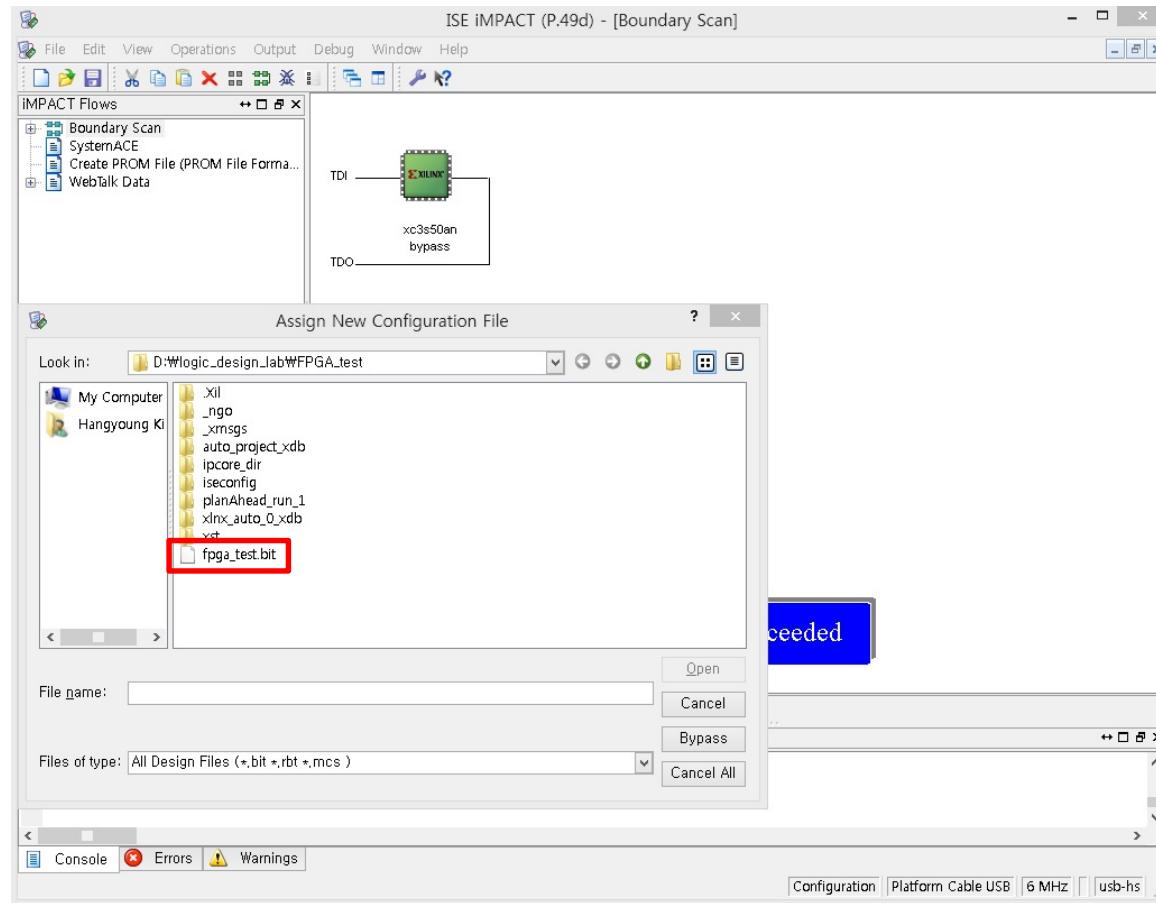 ISE iMPACT (P.49d) - [Boundary Scan]
File Edit View Operations Output Debug Window Help
iMPACT Flows
Boundary Scan
SystemACE
Create PROM File (PROM File Forma...
WebTalk Data
TDI
XILINX
xc3s50an
bypass
TDO
Assign New Configuration File
Look in: D:₩logic_design_lab₩FPGA_test
My Computer
Hangyoung Ki
.Xil
_ngo
_xmsgs
auto_project_xdb
ipcore_dir
iseconfig
planAhead_run_1
xlnx_auto_0_xdb
xst
fpga_test.bit
ceeded
Open
File name:
Cancel
Bypass
Files of type: All Design Files (*.bit *.rbt *.mcs )
Cancel All
Console Errors Warnings
Configuration Platform Cable USB 6 MHz usb-hs